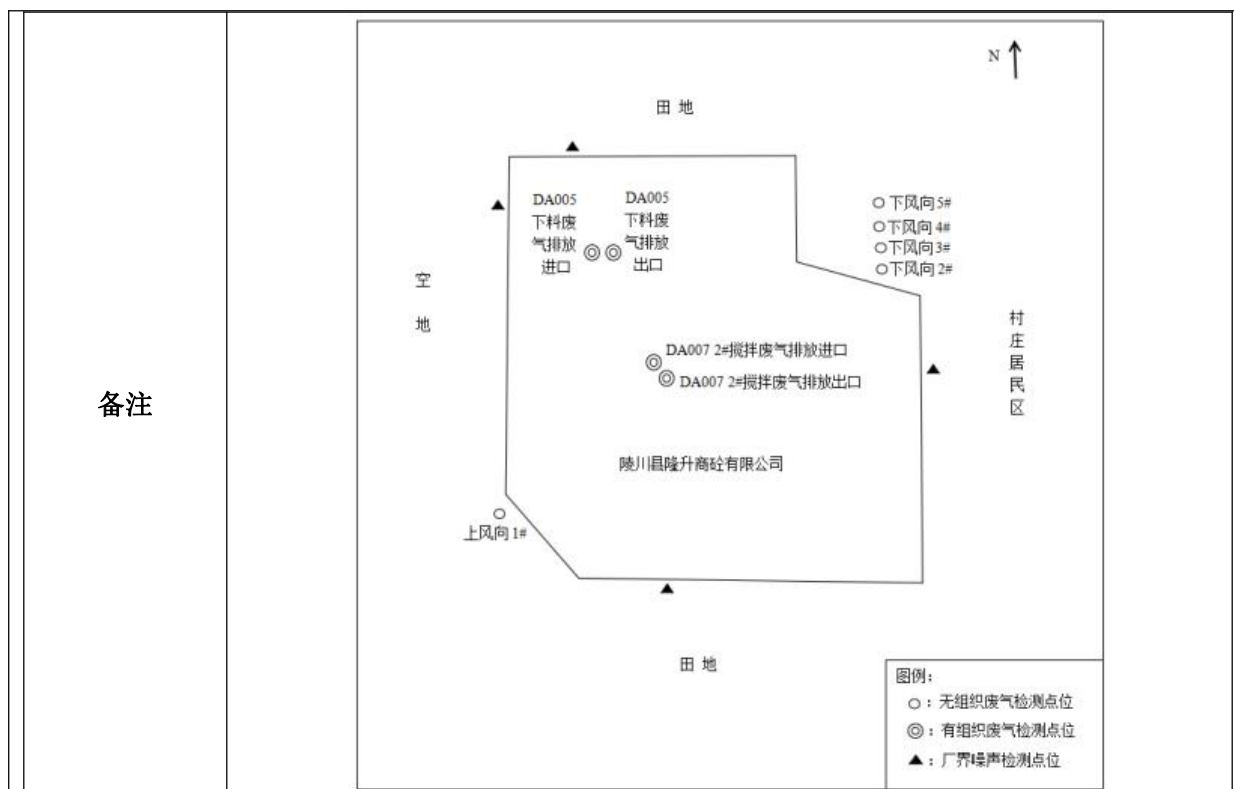 备注
N
田 地
DA005
下料废
气排放
进口
DA005
下料废
气排放
出口
下风向5#
下风向4#
下风向3#
下风向2#
空
地
村
庄
居
民
区
DA007 2#搅拌废气排放进口
DA007 2#搅拌废气排放出口
陵川县隆升商砼有限公司
上风向1#
田 地
图例：
○：无组织废气检测点位
◎：有组织废气检测点位
▲：厂界噪声检测点位